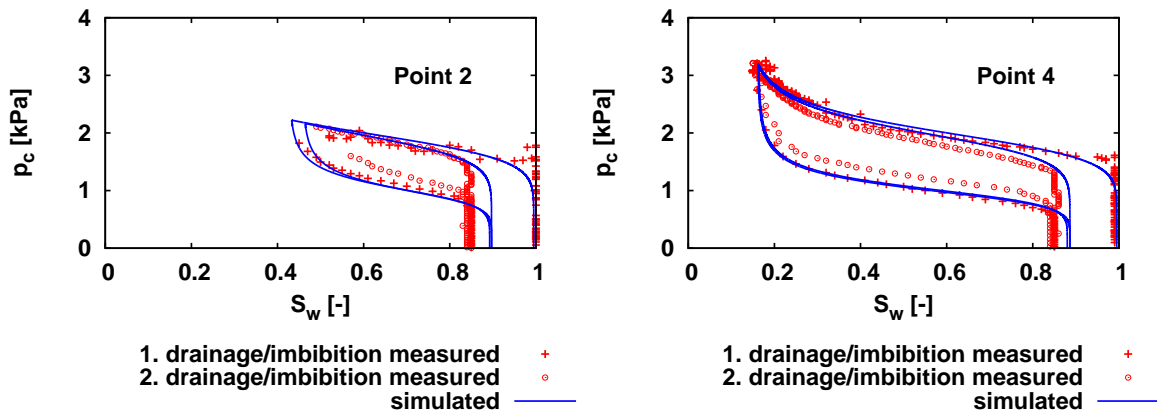 4
3
2
1
0
p_c [kPa]
Point 2
0 0.2 0.4 0.6 0.8 1
S_w [-]
1. drainage/imbibition measured
2. drainage/imbibition measured
simulated
4
3
2
1
0
p_c [kPa]
Point 4
0 0.2 0.4 0.6 0.8 1
S_w [-]
1. drainage/imbibition measured
2. drainage/imbibition measured
simulated